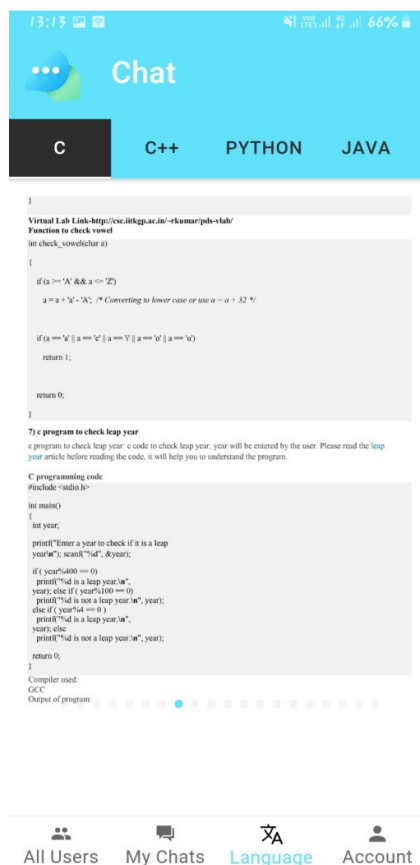 13:13
Vo))
LTE1
4G
66%
Chat
C C++ PYTHON JAVA
}
Virtual Lab Link-http://cse.iitkgp.ac.in/~rkumar/pds-vlab/
Function to check vowel
int check_vowel(char a)
{
if (a >= 'A' && a <= 'Z')
a = a + 'a' - 'A'; /* Converting to lower case or use a = a + 32 */
if (a == 'a' || a == 'e' || a == 'i' || a == 'o' || a == 'u')
return 1;
return 0;
}
7) c program to check leap year
c program to check leap year: c code to check leap year, year will be entered by the user. Please read the leap
year article before reading the code, it will help you to understand the program.
C programming code
#include <stdio.h>
int main()
{
int year;
printf("Enter a year to check if it is a leap
year\n"); scanf("%d", &year);
if ( year%400 == 0)
printf("%d is a leap year.\n",
year); else if ( year%100 == 0)
printf("%d is not a leap year.\n", year);
else if ( year%4 == 0 )
printf("%d is a leap year.\n",
year); else
printf("%d is not a leap year.\n", year);
return 0;
}
Compiler used:
GCC
Output of program:
All Users My Chats Language Account